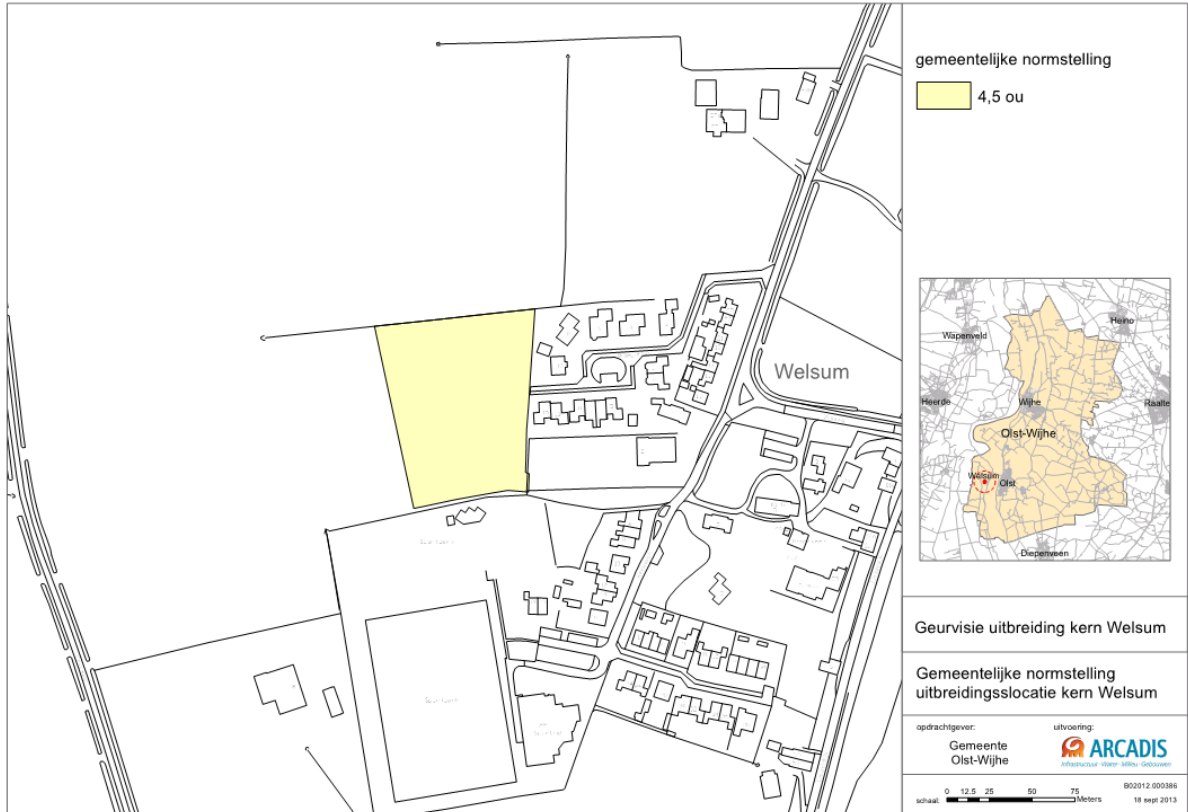 gemeentelijke normstelling
4,5 ou
Welsum
Wapenveld
Heino
Heerde
Wijhe
Raalte
Olst-Wijhe
Welsum
Olst
Diepenveen
Geurvisie uitbreiding kern Welsum
Gemeentelijke normstelling
uitbreidingsslocatie kern Welsum
opdrachtgever:
uitvoering:
Gemeente
Olst-Wijhe
ARCADIS
Infrastructuur·Water·Milieu·Gebouwen
schaal:
0 12.5 25 50 75 Meters
B02012.000386
18 sept 2013